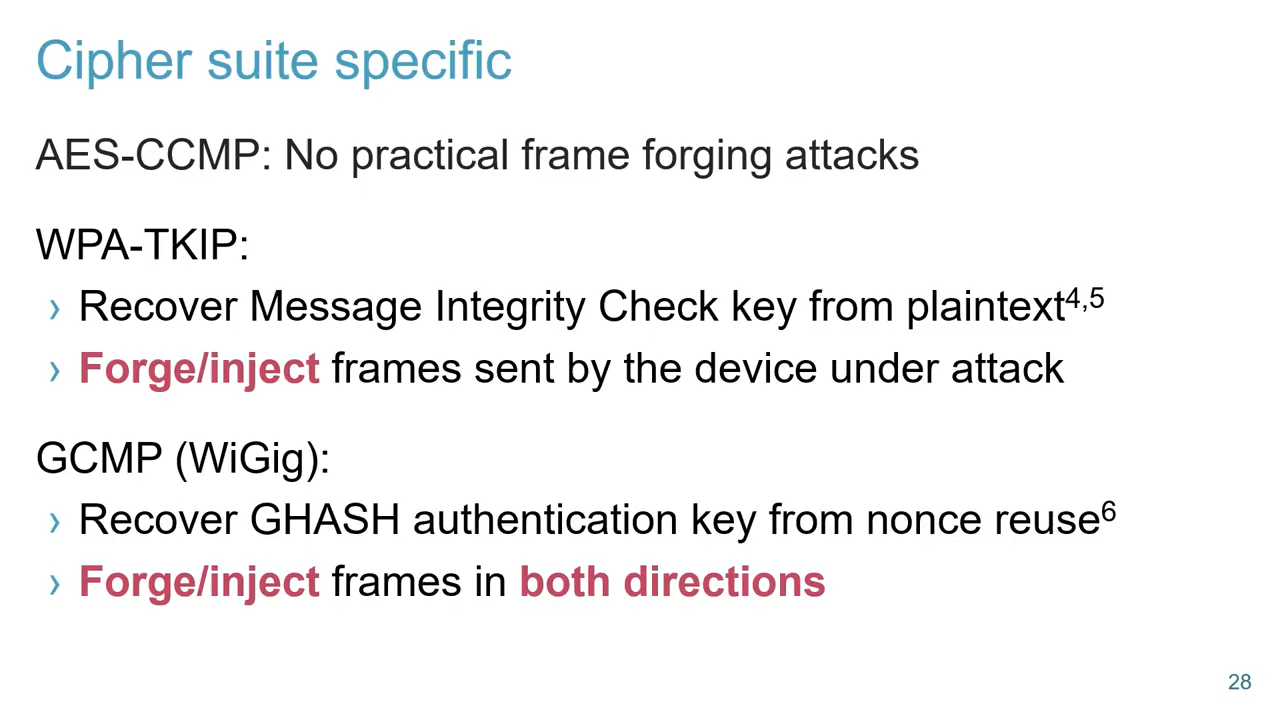 Cipher suite specific
AES-CCMP: No practical frame forging attacks
WPA-TKIP:
› Recover Message Integrity Check key from plaintext4,5
› Forge/inject frames sent by the device under attack
GCMP (WiGig):
› Recover GHASH authentication key from nonce reuse6
› Forge/inject frames in both directions
28